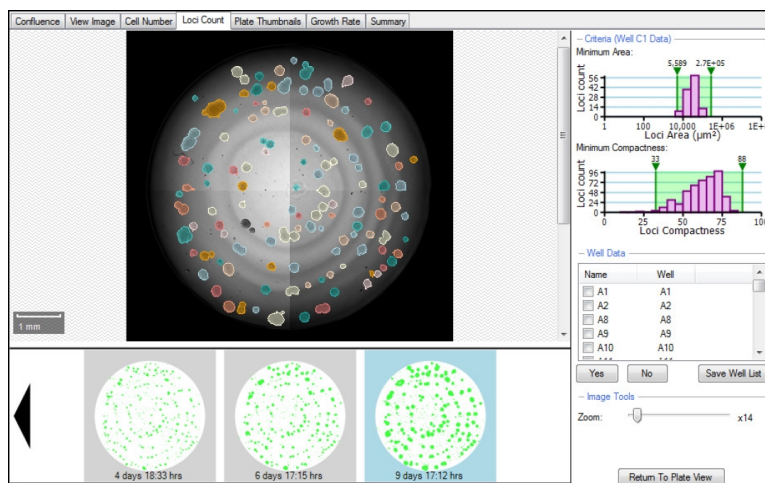 Confluence View Image Cell Number Loci Count Plate Thumbnails Growth Rate Summary
Criteria (Well C1 Data)
Minimum Area:
5,589 2.7E+05
Loci count
56
42
28
14
0
1 100 10,000 1E+06 1E+08
Loci Area (µm²)
Minimum Compactness:
33 88
Loci count
96
72
48
24
0
0 25 50 75 100
Loci Compactness
Well Data
Name Well
A1 A1
A2 A2
A8 A8
A9 A9
A10 A10
Yes No Save Well List
Image Tools
Zoom: x14
Return To Plate View
1 mm
4 days 18:33 hrs 6 days 17:15 hrs 9 days 17:12 hrs